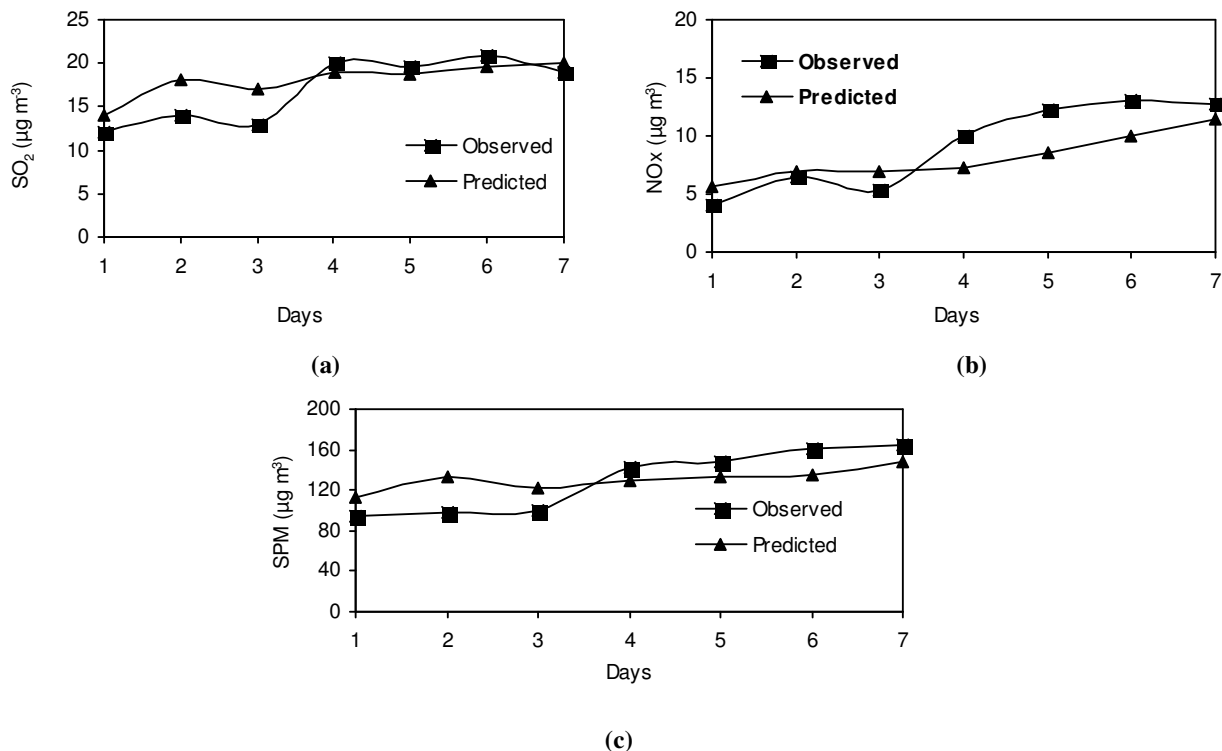 25
20
15
10
5
0
SO₂ (µg m⁻³)
Observed
Predicted
1 2 3 4 5 6 7
Days
(a)
20
15
10
5
0
NOx (µg m³)
Observed
Predicted
1 2 3 4 5 6 7
Days
(b)
200
160
120
80
40
0
SPM (µg m³)
Observed
Predicted
1 2 3 4 5 6 7
Days
(c)